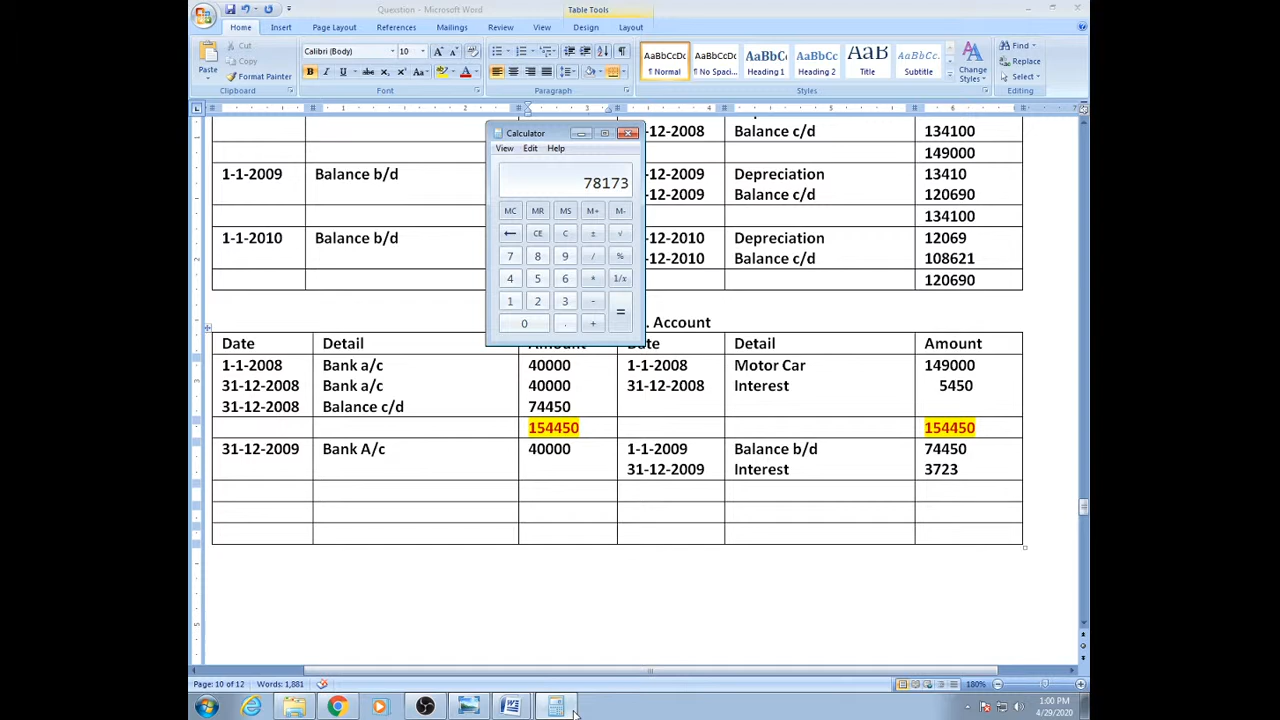 Question - Microsoft Word
Table Tools
Home Insert Page Layout References Mailings Review View Design Layout
Paste
Cut
Copy
Format Painter
Clipboard
Calibri (Body) 10
Font
Paragraph
AaBbCcDc AaBbCcDc AaBbC AaBbCc AaB AaBbCc
¶ Normal ¶ No Spaci... Heading 1 Heading 2 Title Subtitle
Change Styles
Styles
Find
Replace
Select
Editing
-12-2008 Balance c/d 134100
149000
1-1-2009 Balance b/d -12-2009 Depreciation 13410
-12-2009 Balance c/d 120690
134100
1-1-2010 Balance b/d -12-2010 Depreciation 12069
-12-2010 Balance c/d 108621
120690
Calculator
View Edit Help
78173
MC MR MS M+ M-
← CE C ± √
7 8 9 / %
4 5 6 * 1/x
1 2 3 - =
0 . +
. Account
Date Detail Amount Date Detail Amount
1-1-2008 Bank a/c 40000 1-1-2008 Motor Car 149000
31-12-2008 Bank a/c 40000 31-12-2008 Interest 5450
31-12-2008 Balance c/d 74450
154450 154450
31-12-2009 Bank A/c 40000 1-1-2009 Balance b/d 74450
31-12-2009 Interest 3723
Page: 10 of 12 Words: 1,881 180%
1:00 PM
4/29/2020